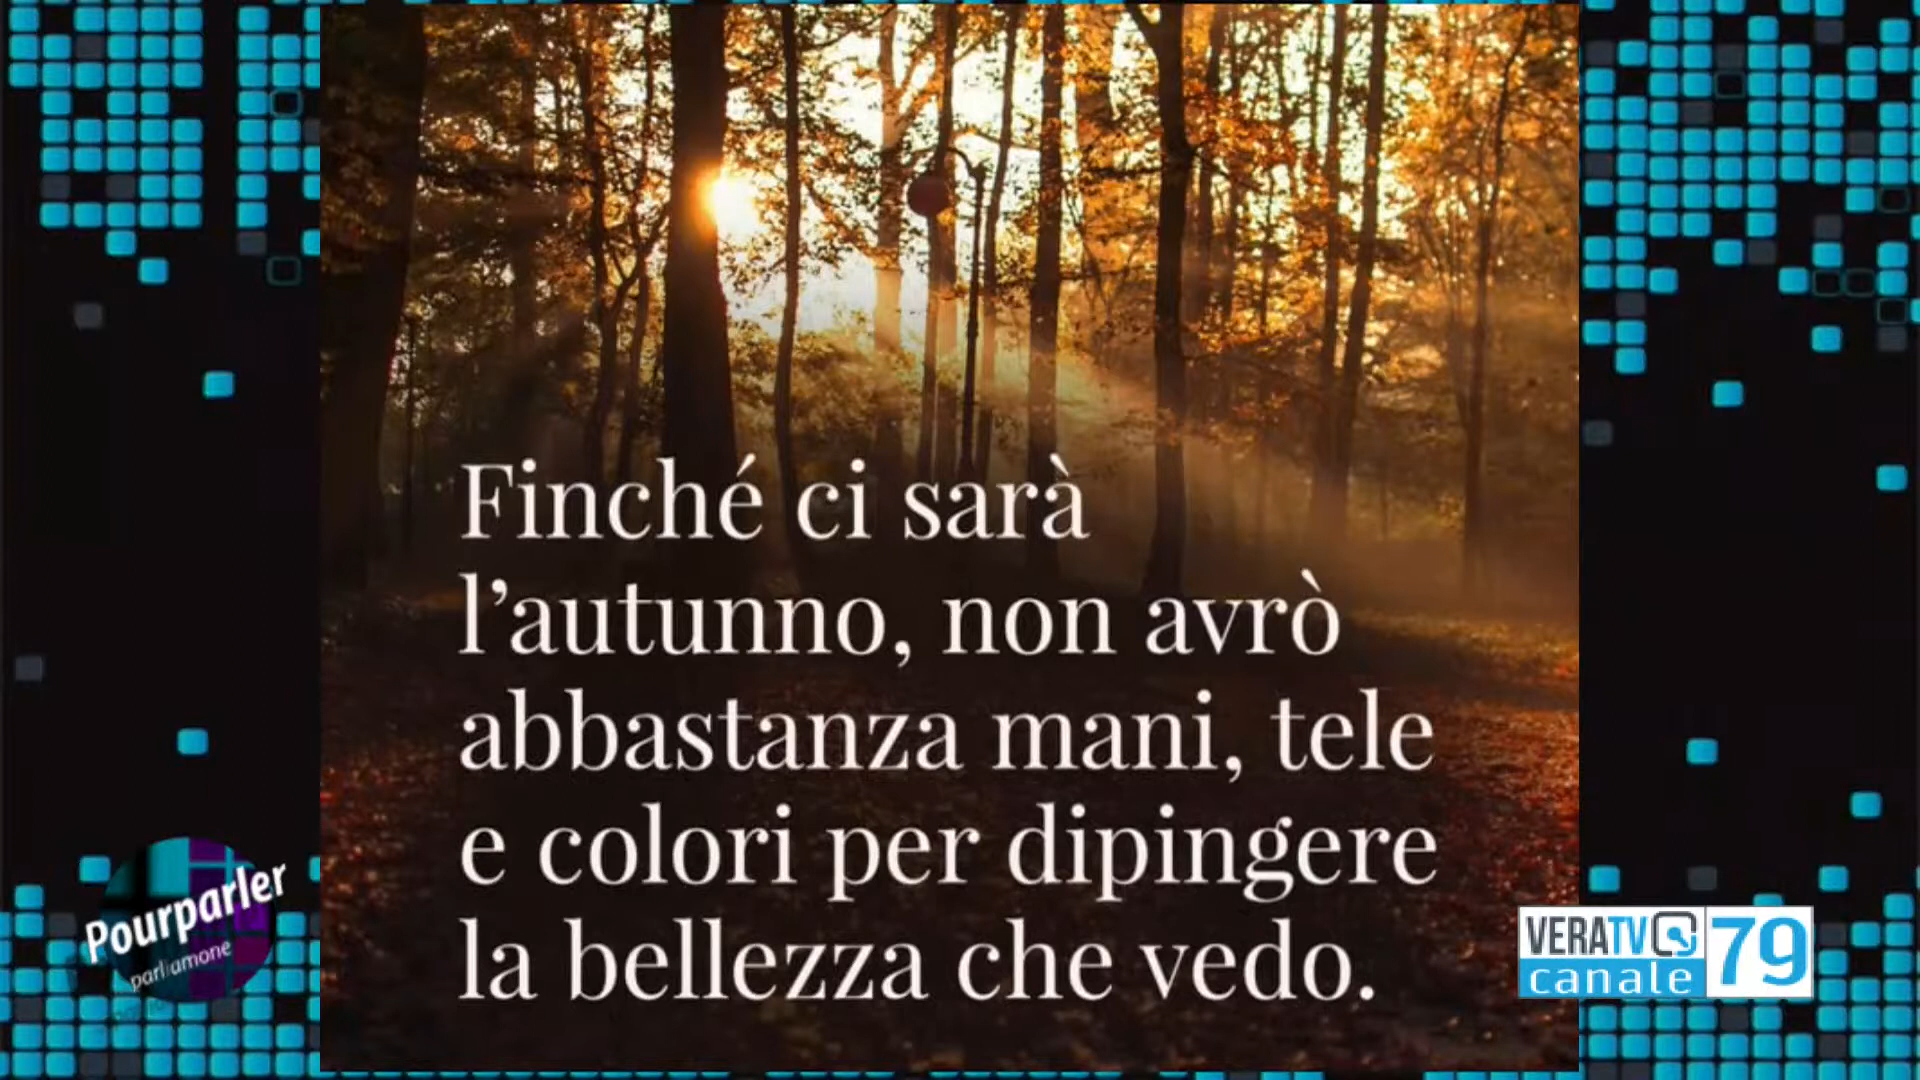 Finché ci sarà
l’autunno, non avrò
abbastanza mani, tele
e colori per dipingere
la bellezza che vedo.
Pourparler
parliamone
VERATV
canale
79